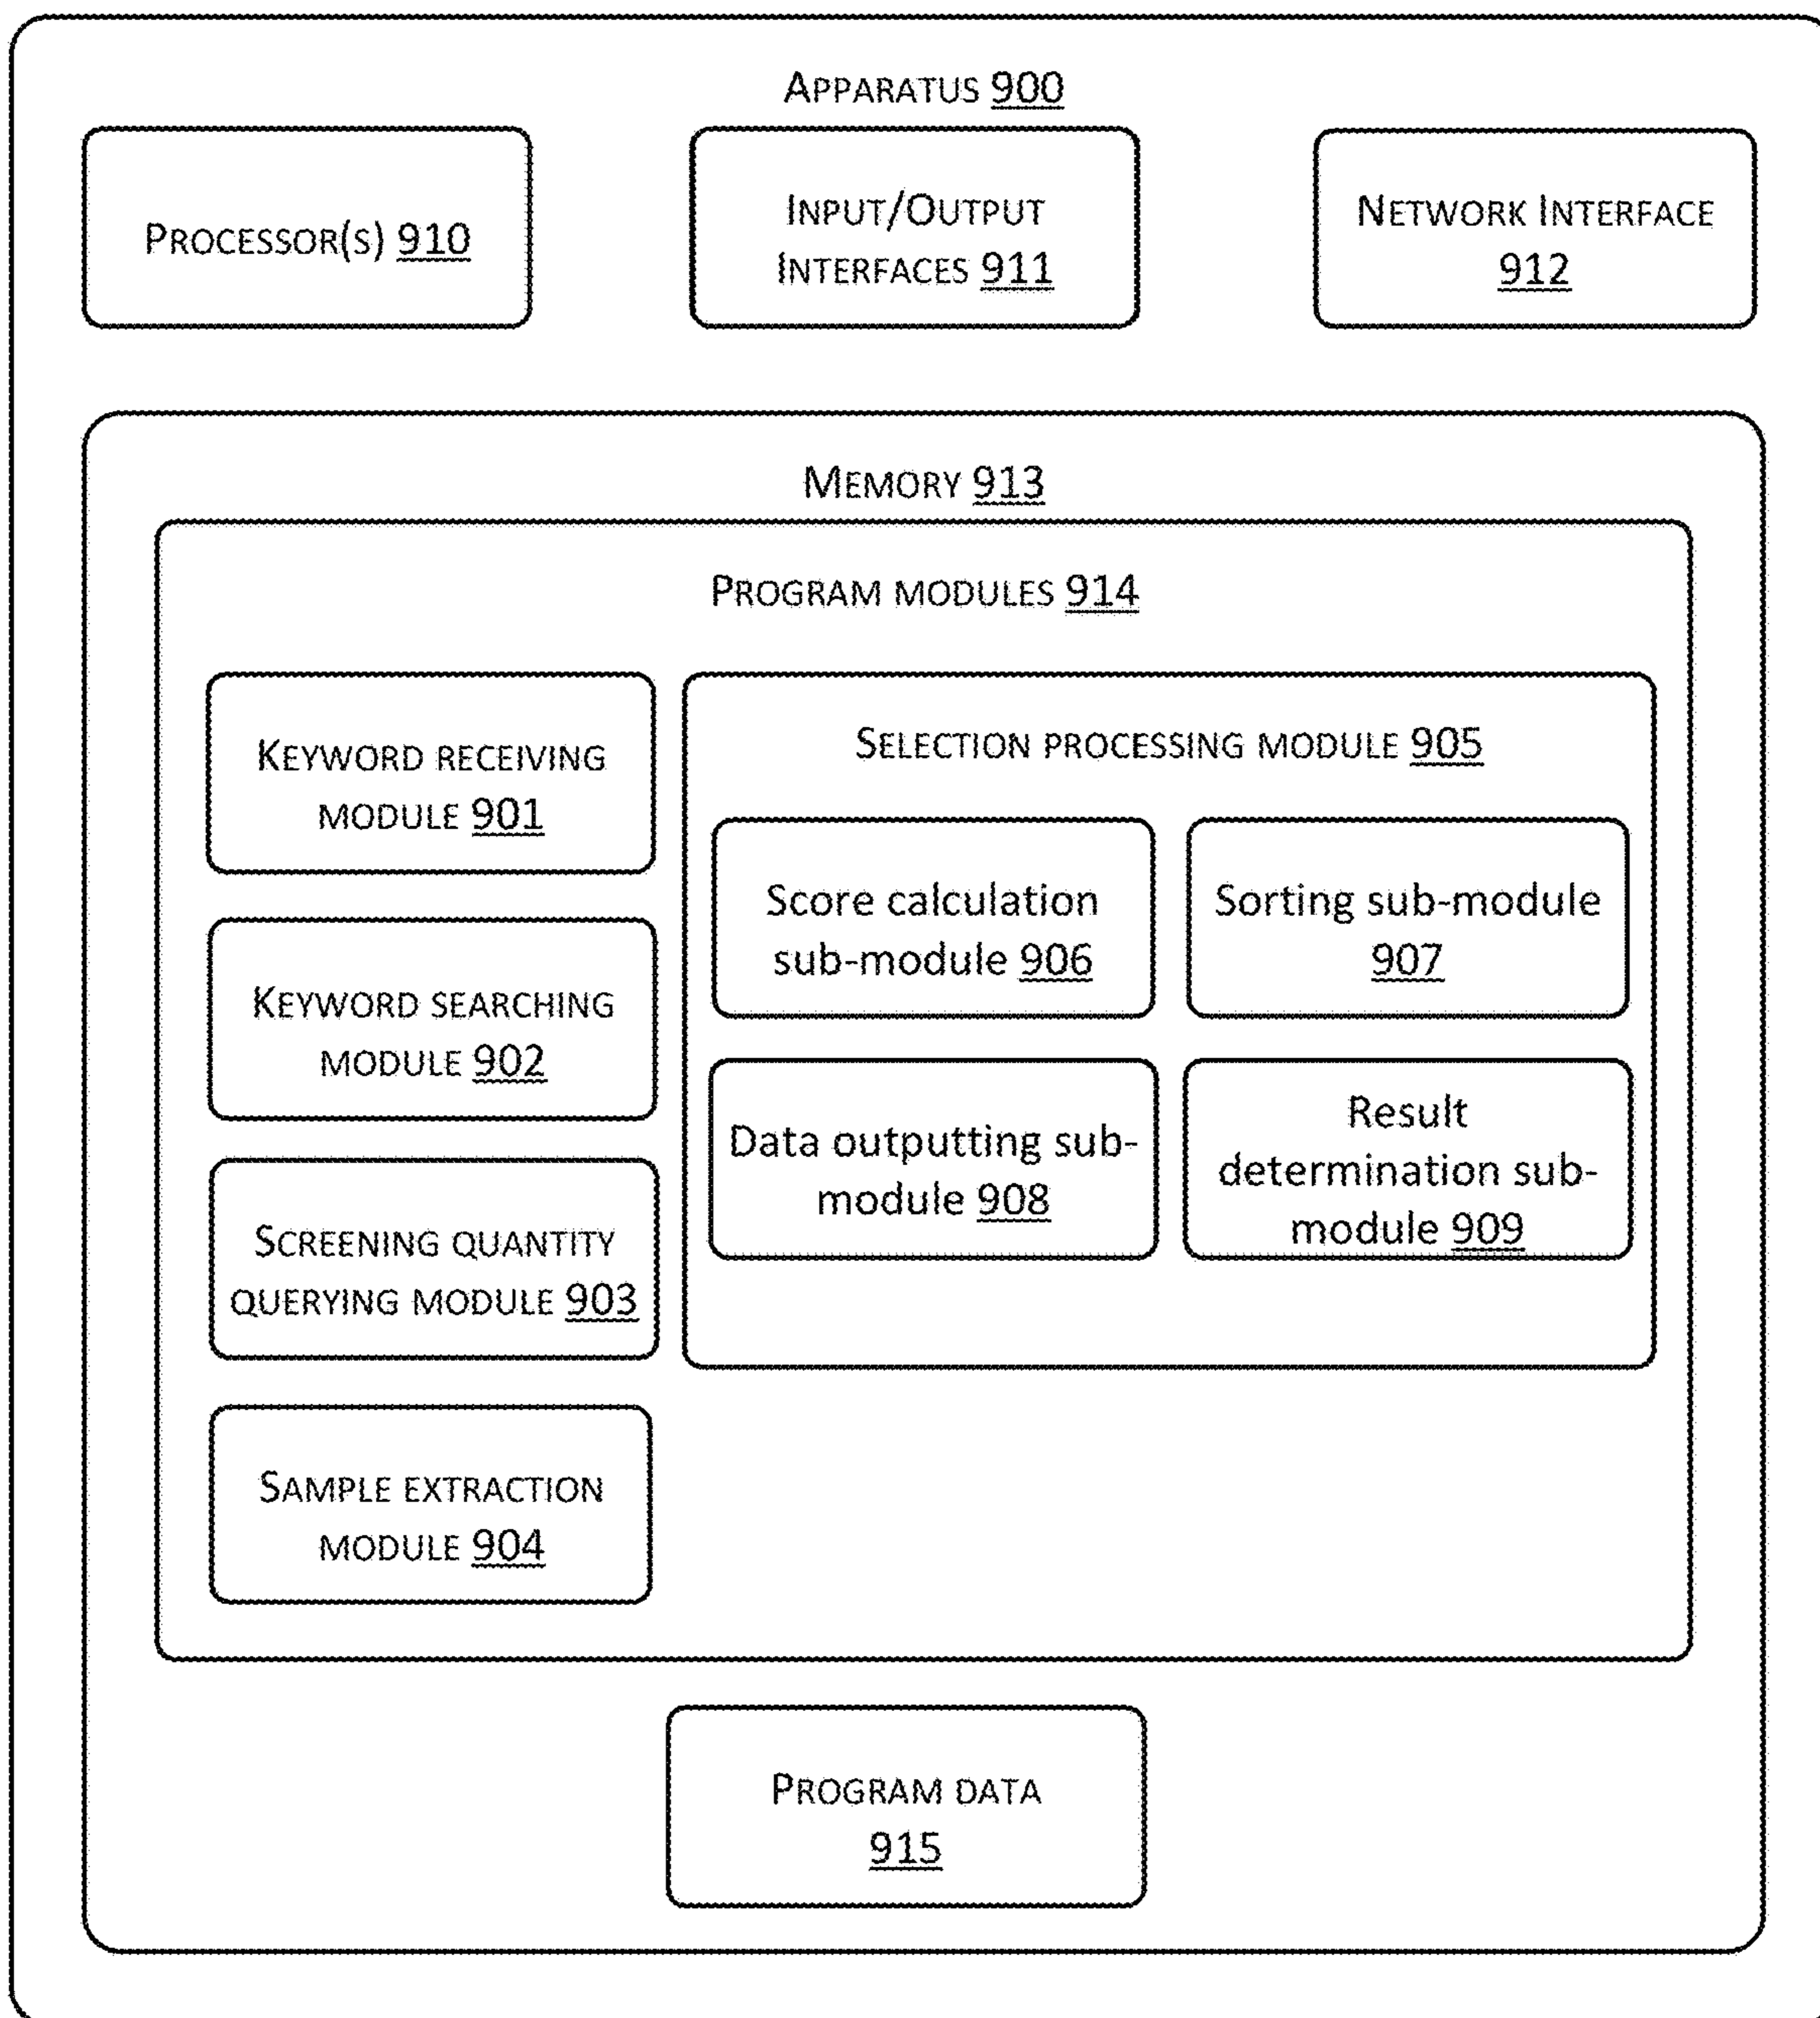 APPARATUS 900
PROCESSOR(S) 910
INPUT/OUTPUT
INTERFACES 911
NETWORK INTERFACE
912
MEMORY 913
PROGRAM MODULES 914
KEYWORD RECEIVING
MODULE 901
KEYWORD SEARCHING
MODULE 902
SCREENING QUANTITY
QUERYING MODULE 903
SAMPLE EXTRACTION
MODULE 904
SELECTION PROCESSING MODULE 905
Score calculation
sub-module 906
Sorting sub-module
907
Data outputting sub-
module 908
Result
determination sub-
module 909
PROGRAM DATA
915